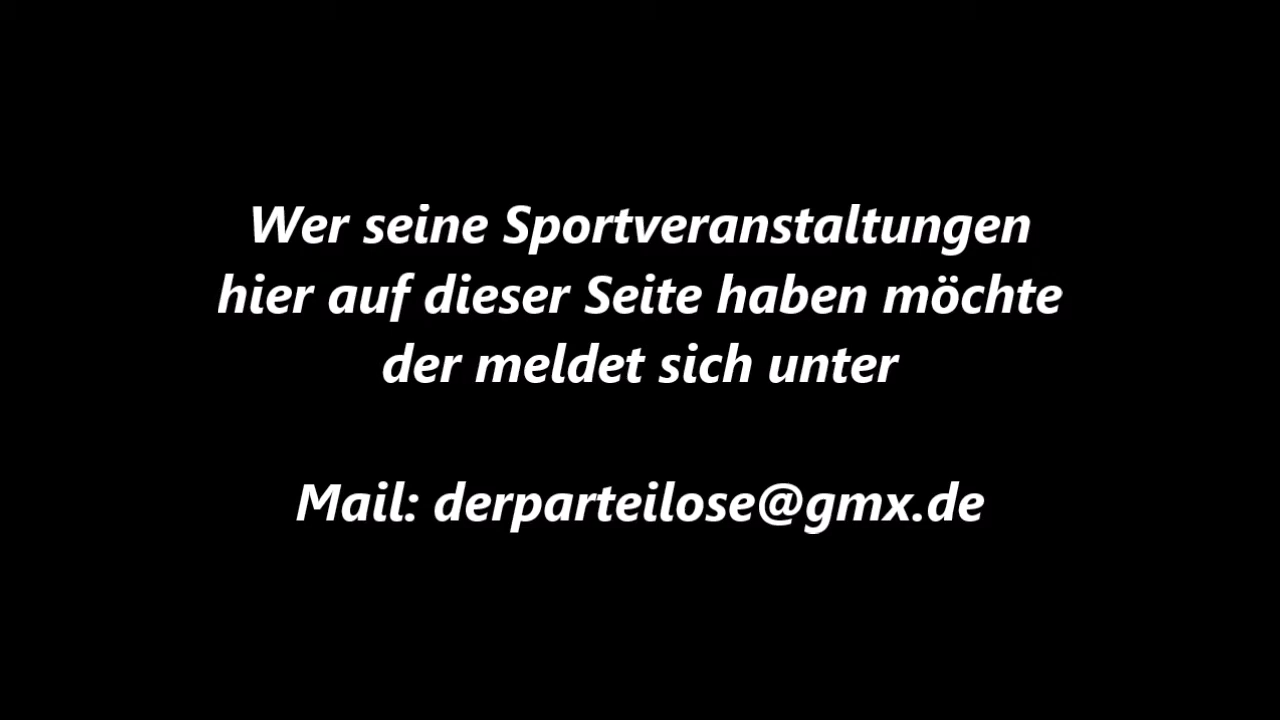 Wer seine Sportveranstaltungen
hier auf dieser Seite haben möchte
der meldet sich unter
Mail: derparteilose@gmx.de